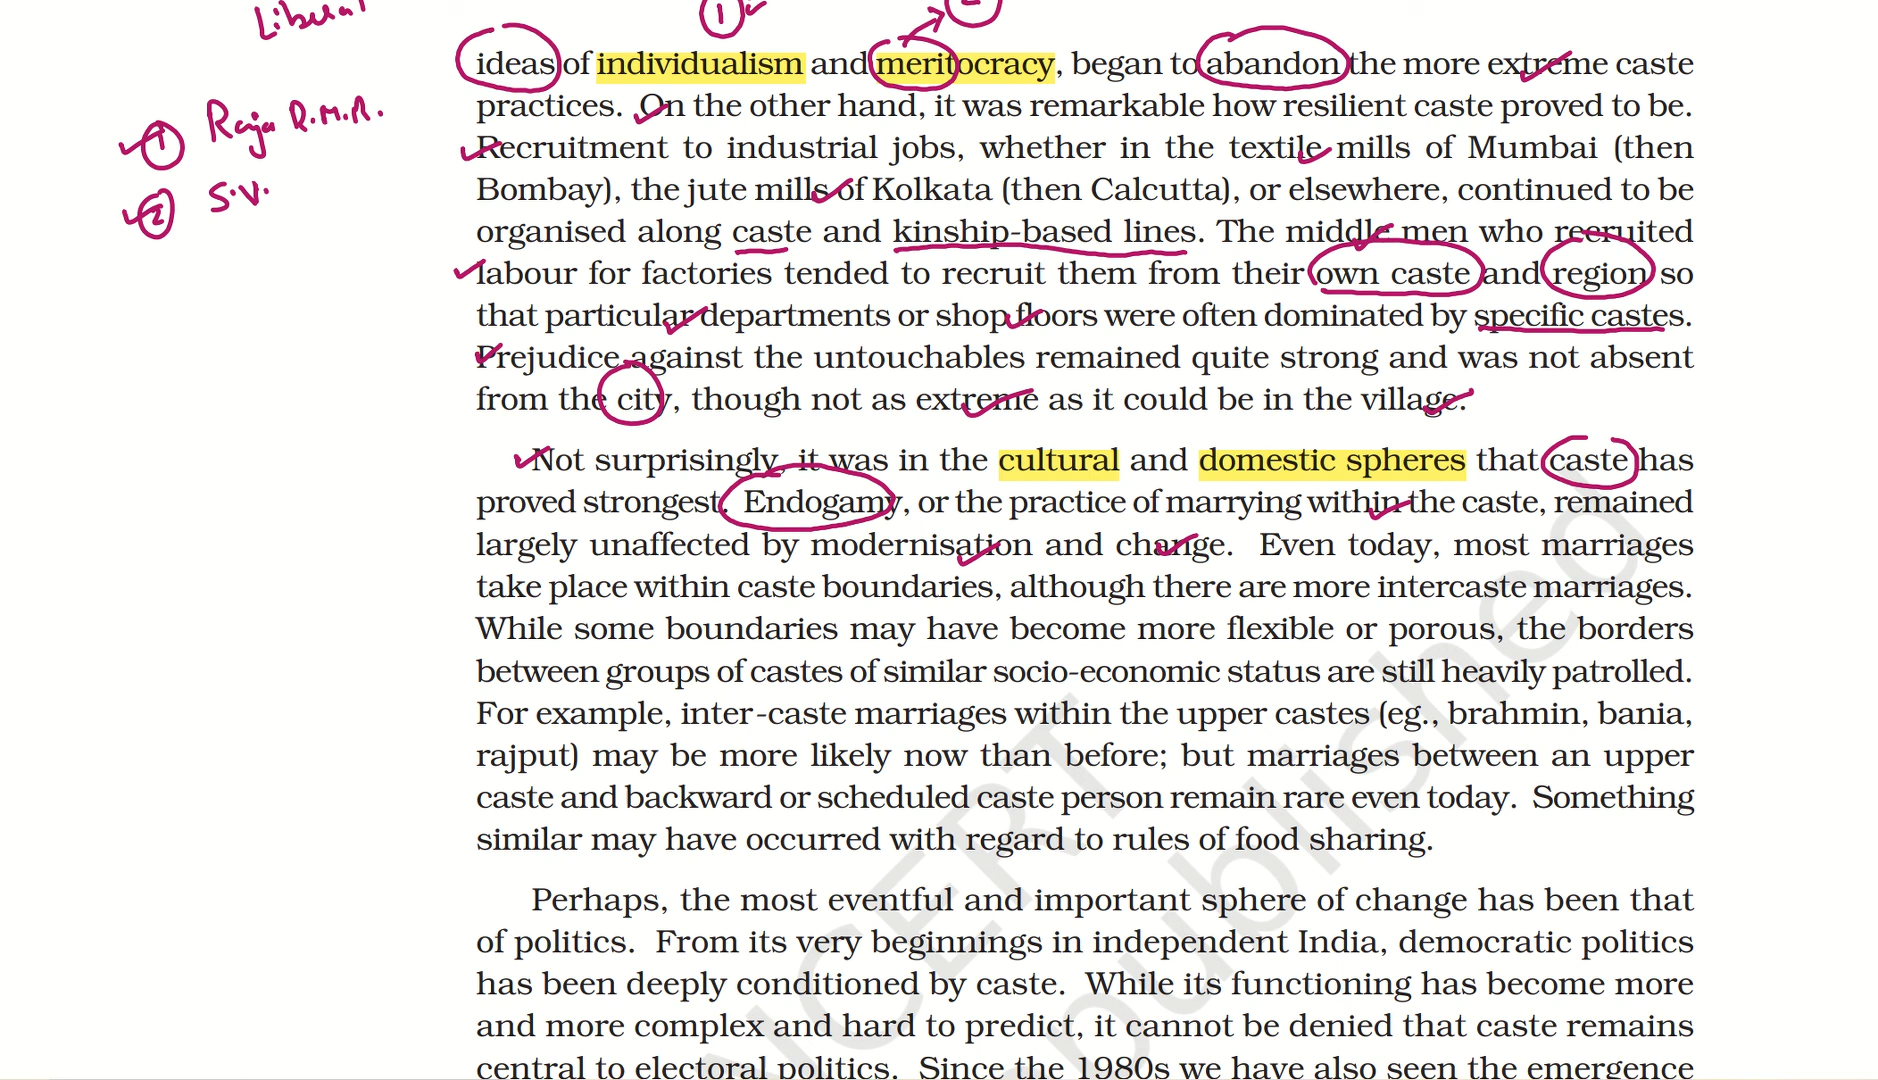 Liberal
1
2
ideas of individualism and meritocracy, began to abandon the more extreme caste
practices. On the other hand, it was remarkable how resilient caste proved to be.
1 Raja R.M.R.
Recruitment to industrial jobs, whether in the textile mills of Mumbai (then
Bombay), the jute mills of Kolkata (then Calcutta), or elsewhere, continued to be
2 S.V.
organised along caste and kinship-based lines. The middle men who recruited
labour for factories tended to recruit them from their own caste and region so
that particular departments or shop floors were often dominated by specific castes.
Prejudice against the untouchables remained quite strong and was not absent
from the city, though not as extreme as it could be in the village.
Not surprisingly, it was in the cultural and domestic spheres that caste has
proved strongest. Endogamy, or the practice of marrying within the caste, remained
largely unaffected by modernisation and change. Even today, most marriages
take place within caste boundaries, although there are more intercaste marriages.
While some boundaries may have become more flexible or porous, the borders
between groups of castes of similar socio-economic status are still heavily patrolled.
For example, inter-caste marriages within the upper castes (eg., brahmin, bania,
rajput) may be more likely now than before; but marriages between an upper
caste and backward or scheduled caste person remain rare even today. Something
similar may have occurred with regard to rules of food sharing.
Perhaps, the most eventful and important sphere of change has been that
of politics. From its very beginnings in independent India, democratic politics
has been deeply conditioned by caste. While its functioning has become more
and more complex and hard to predict, it cannot be denied that caste remains
central to electoral politics. Since the 1980s we have also seen the emergence
NCERT
published